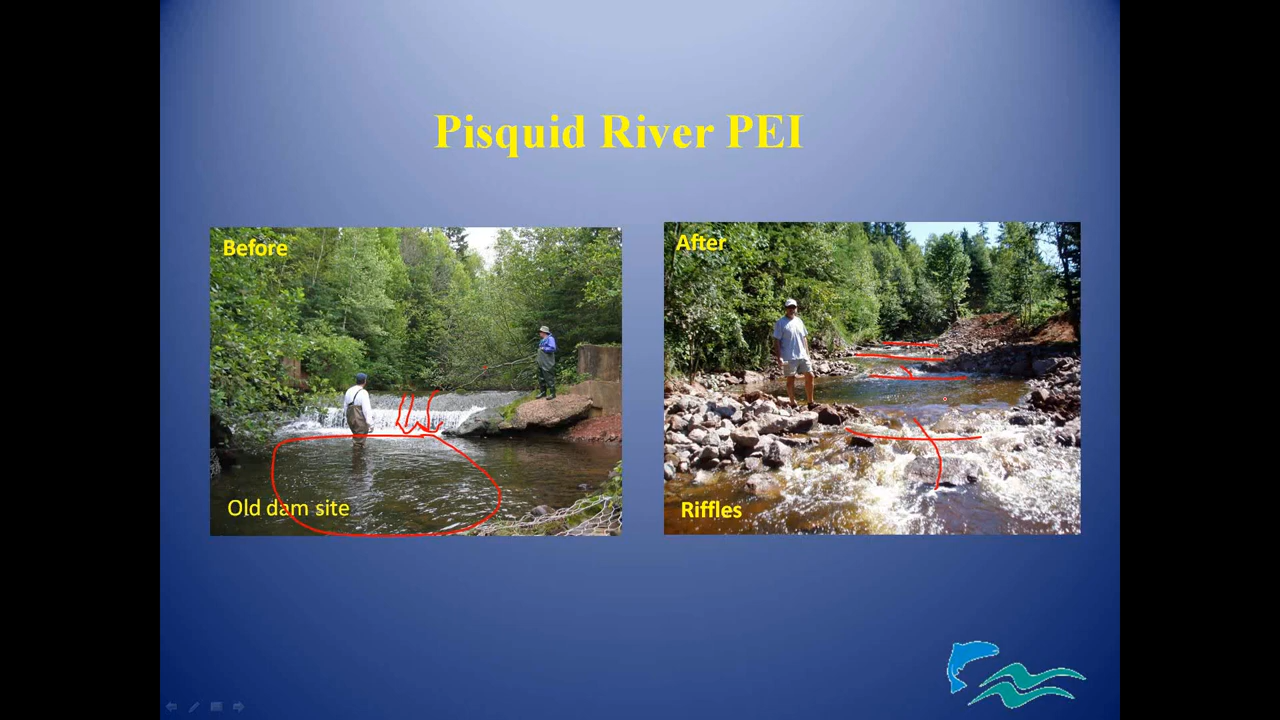 Pisquid River PEI
Before
After
Old dam site
Riffles